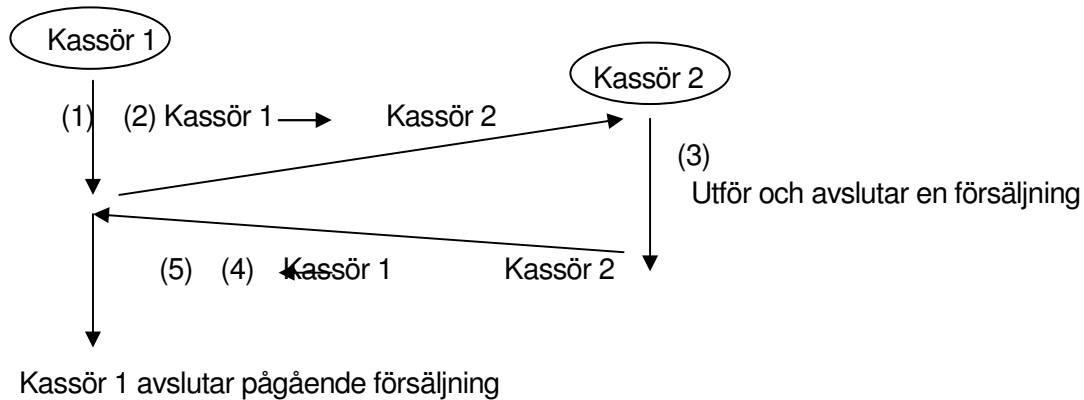 Kassör 1
Kassör 2
(1) (2) Kassör 1 Kassör 2
(3)
Utför och avslutar en försäljning
(5) (4) Kassör 1 Kassör 2
Kassör 1 avslutar pågående försäljning